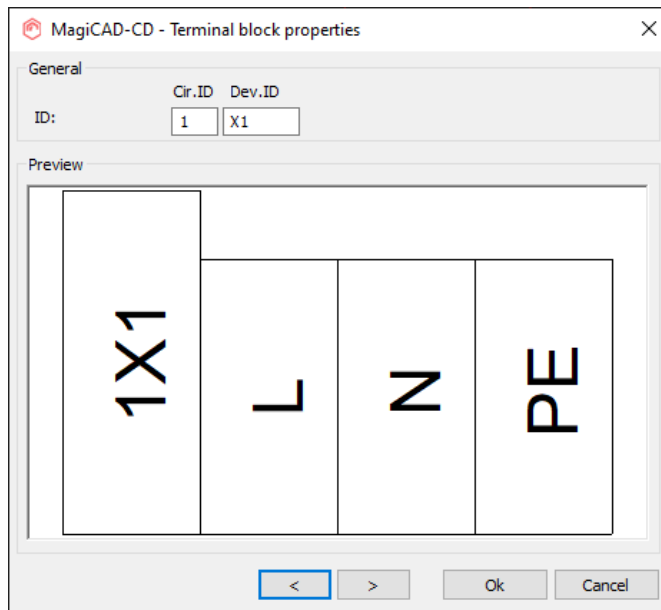 MagiCAD-CD - Terminal block properties
General
Cir.ID Dev.ID
ID: 1 X1
Preview
1X1 L N PE
< > Ok Cancel